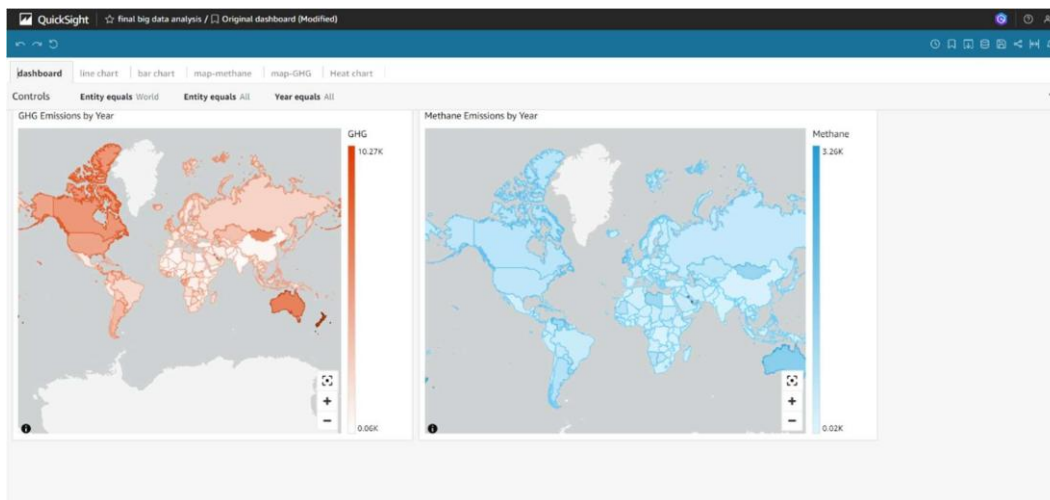 QuickSight final big data analysis / Original dashboard (Modified)
dashboard line chart bar chart map-methane map-GHG Heat chart
Controls Entity equals World Entity equals All Year equals All
GHG Emissions by Year
GHG
10.27K
0.06K
Methane Emissions by Year
Methane
3.26K
0.02K